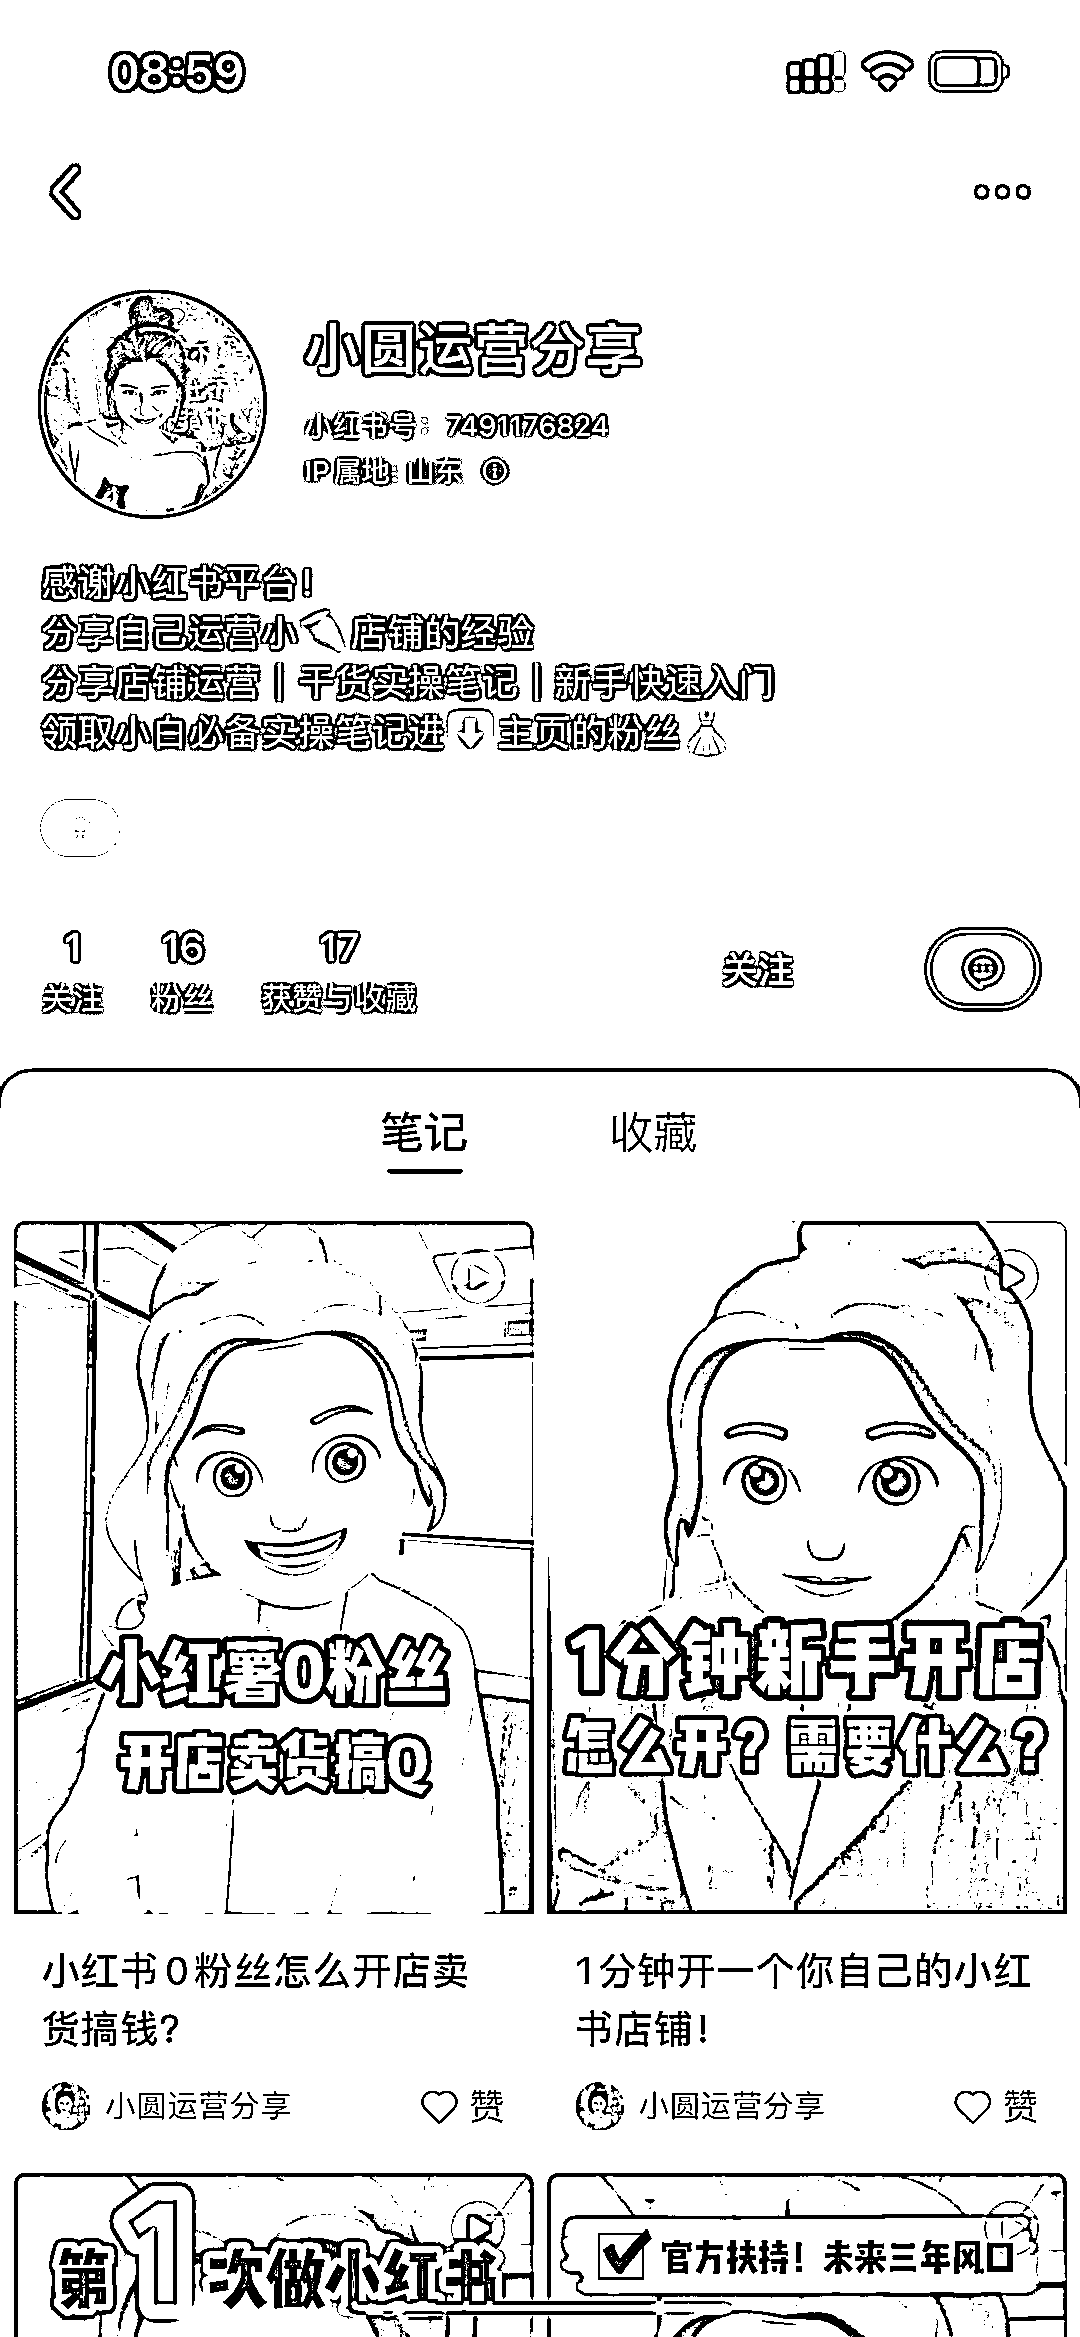 08:59
小圆运营分享
小红书号：7491176824
IP属地：山东
感谢小红书平台！
分享自己运营小🍠店铺的经验
分享店铺运营｜干货实操笔记｜新手快速入门
领取小白必备实操笔记进⬇️主页的粉丝👗
1
16
17
关注
粉丝
获赞与收藏
关注
笔记
收藏
小红薯0粉丝
开店卖货搞Q
1分钟新手开店
怎么开？需要什么？
小红书0粉丝怎么开店卖
货搞钱？
1分钟开一个你自己的小红
书店铺！
小圆运营分享
赞
小圆运营分享
赞
第1次做小红书
官方扶持！未来三年风口